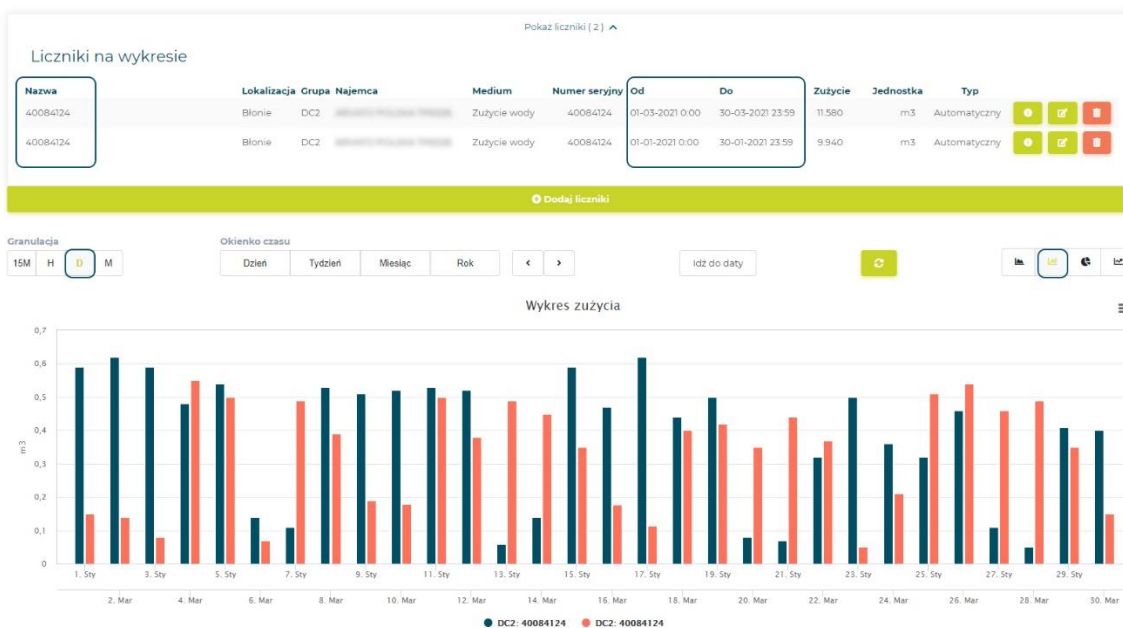 Pokaż liczniki ( 2 )
Liczniki na wykresie
Nazwa Lokalizacja Grupa Najemca Medium Numer seryjny Od Do Zużycie Jednostka Typ
40084124 Błonie DC2 Zużycie wody 40084124 01-03-2021 0:00 30-03-2021 23:59 11.580 m3 Automatyczny
40084124 Błonie DC2 Zużycie wody 40084124 01-01-2021 0:00 30-01-2021 23:59 9.940 m3 Automatyczny
Dodaj liczniki
Granulacja Okienko czasu
15M H D M Dzień Tydzień Miesiąc Rok Idź do daty
Wykres zużycia
0,7
0,6
0,5
0,4
m3
0,3
0,2
0,1
0
1. Sty 3. Sty 5. Sty 7. Sty 9. Sty 11. Sty 13. Sty 15. Sty 17. Sty 19. Sty 21. Sty 23. Sty 25. Sty 27. Sty 29. Sty
2. Mar 4. Mar 6. Mar 8. Mar 10. Mar 12. Mar 14. Mar 16. Mar 18. Mar 20. Mar 22. Mar 24. Mar 26. Mar 28. Mar 30. Mar
DC2: 40084124 DC2: 40084124